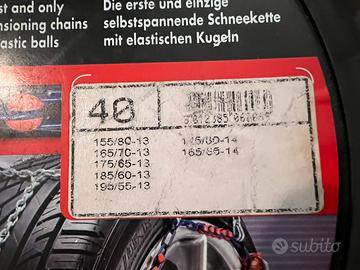 st and only
nsioning chains
astic balls
Die erste und einzige
selbstspannende Schneekette
mit elastischen Kugeln
40
155/80-13
165/70-13
175/65-13
185/60-13
195/55-13
165/65-14
subito